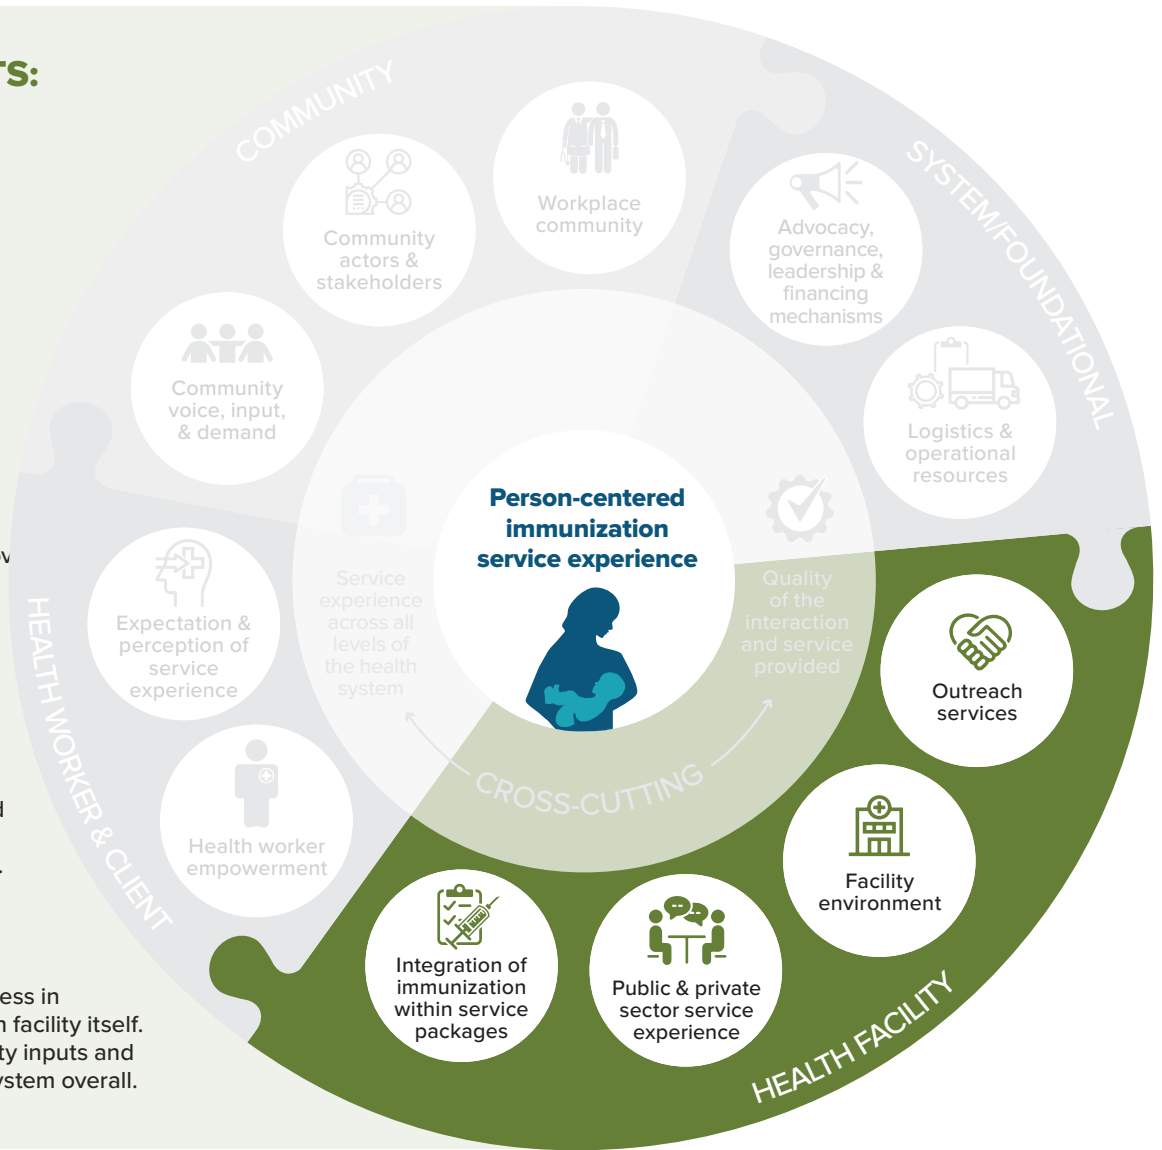 TS:
COMMUNITY
SYSTEM/FOUNDATIONAL
Workplace
community
Community
actors &
stakeholders
Advocacy,
governance,
leadership &
financing
mechanisms
Community
voice, input,
& demand
Logistics &
operational
resources
Person-centered
immunization
service experience
Service
experience
across all
levels of
the health
system
Quality
of the
interaction
and service
provided
CROSS-CUTTING
HEALTH WORKER & CLIENT
Expectation &
perception of
service
experience
Health worker
empowerment
Outreach
services
Facility
environment
Integration of
immunization
within service
packages
Public & private
sector service
experience
HEALTH FACILITY
ess in
facility itself.
ty inputs and
ystem overall.